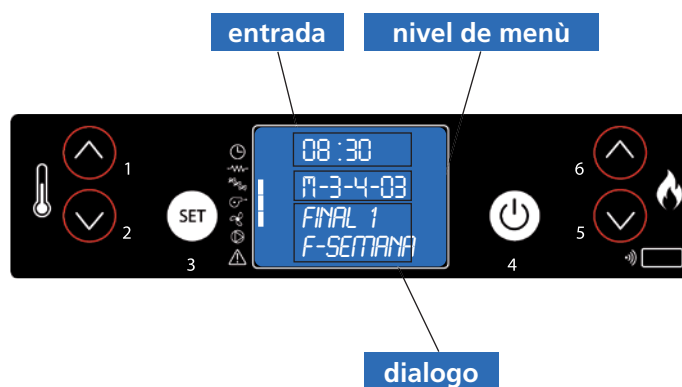 entrada
nivel de menù
08:30
M-3-4-03
FINAL 1
F-SEMANA
1
2
SET
3
4
6
5
dialogo